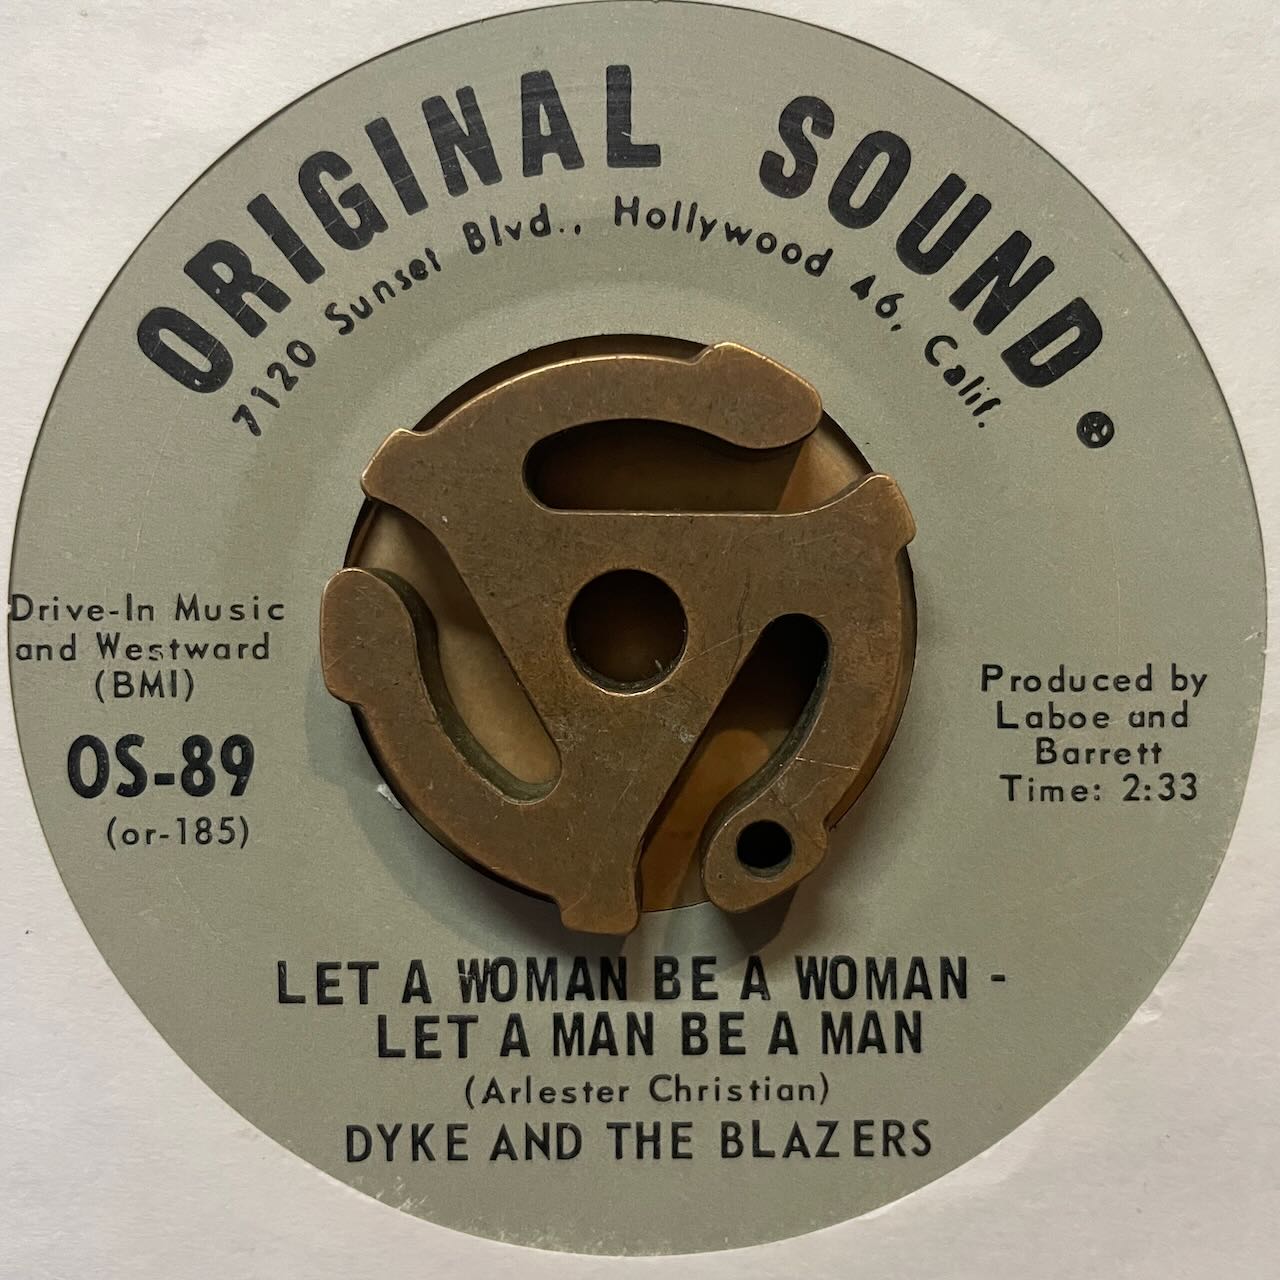 ORIGINAL SOUND ®
7120 Sunset Blvd., Hollywood 46, Calif.
Drive-In Music
and Westward
(BMI)
OS-89
(or-185)
Produced by
Laboe and
Barrett
Time: 2:33
LET A WOMAN BE A WOMAN -
LET A MAN BE A MAN
(Arlester Christian)
DYKE AND THE BLAZERS